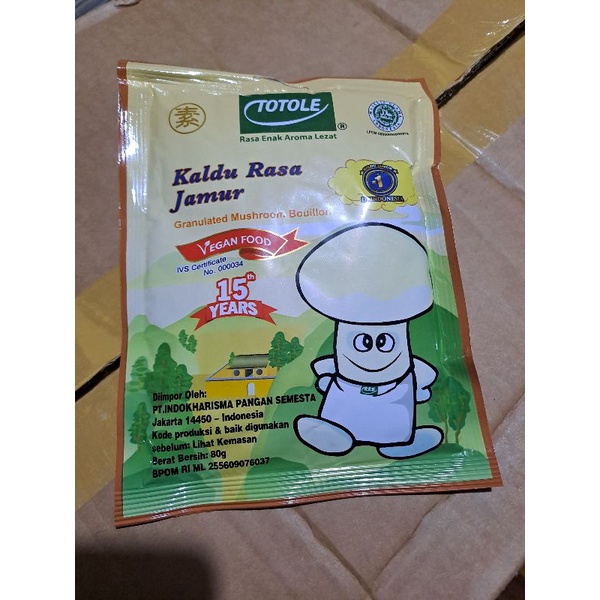 素
TOTOLE
®
Rasa Enak Aroma Lezat
Kaldu Rasa
Jamur
Granulated Mushroom Bouillon
1
INDONESIA
VEGAN FOOD
IVS Certificate
No. 000034
15th
YEARS
Diimpor Oleh:
PT.INDOKHARISMA PANGAN SEMESTA
Jakarta 14450 – Indonesia
Kode produksi & baik digunakan
sebelum: Lihat Kemasan
Berat Bersih: 80g
BPOM RI ML 255609076037